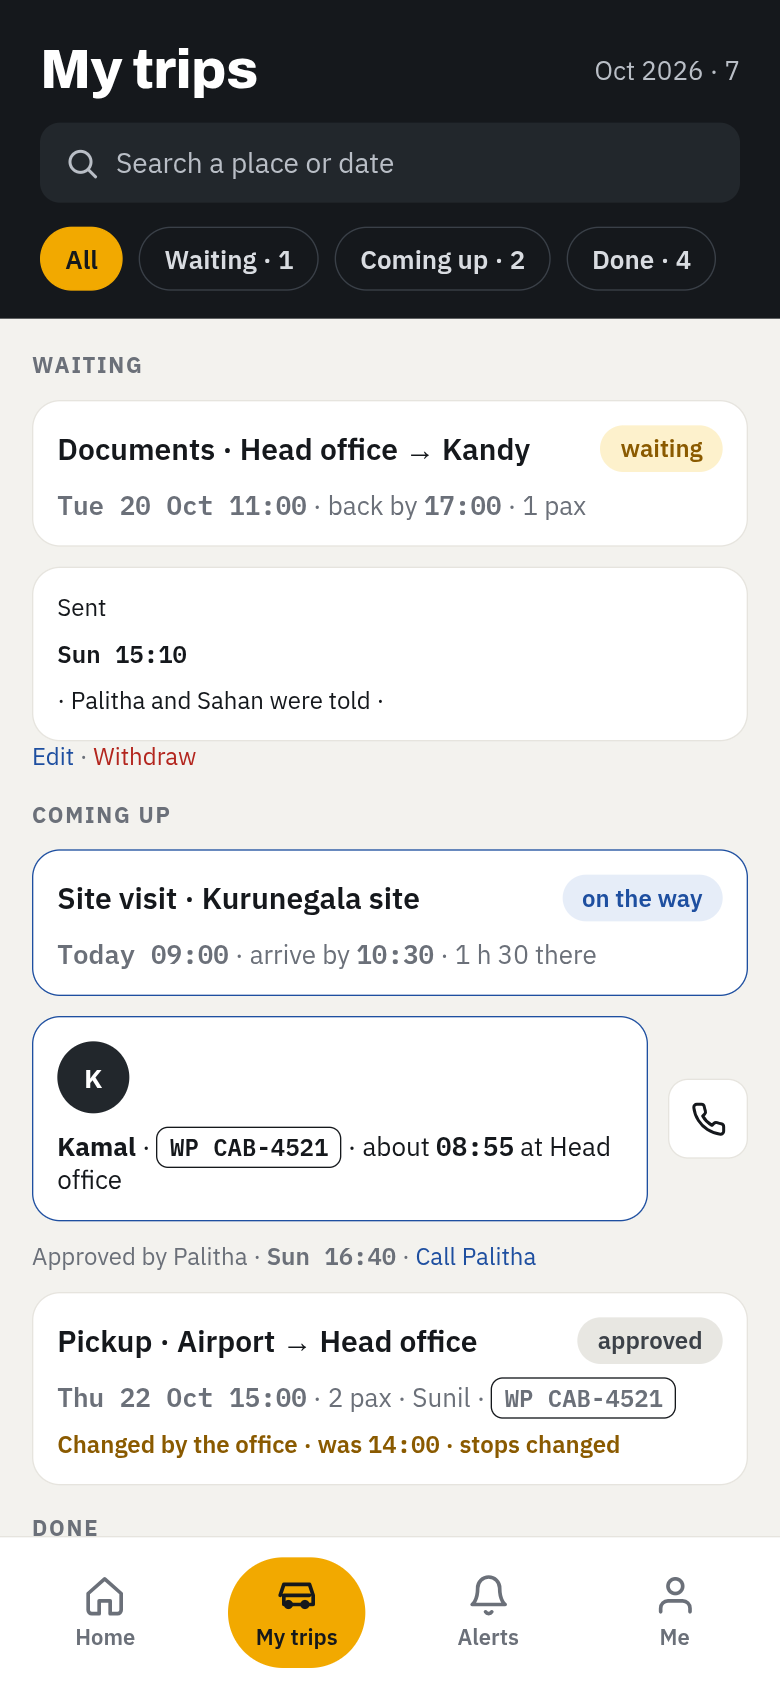 My trips
Oct 2026 · 7
Search a place or date
All
Waiting · 1
Coming up · 2
Done · 4
WAITING
Documents · Head office → Kandy
waiting
Tue 20 Oct 11:00 · back by 17:00 · 1 pax
Sent
Sun 15:10
· Palitha and Sahan were told ·
Edit · Withdraw
COMING UP
Site visit · Kurunegala site
on the way
Today 09:00 · arrive by 10:30 · 1 h 30 there
K
Kamal · WP CAB-4521 · about 08:55 at Head
office
Approved by Palitha · Sun 16:40 · Call Palitha
Pickup · Airport → Head office
approved
Thu 22 Oct 15:00 · 2 pax · Sunil · WP CAB-4521
Changed by the office · was 14:00 · stops changed
DONE
Home
My trips
Alerts
Me